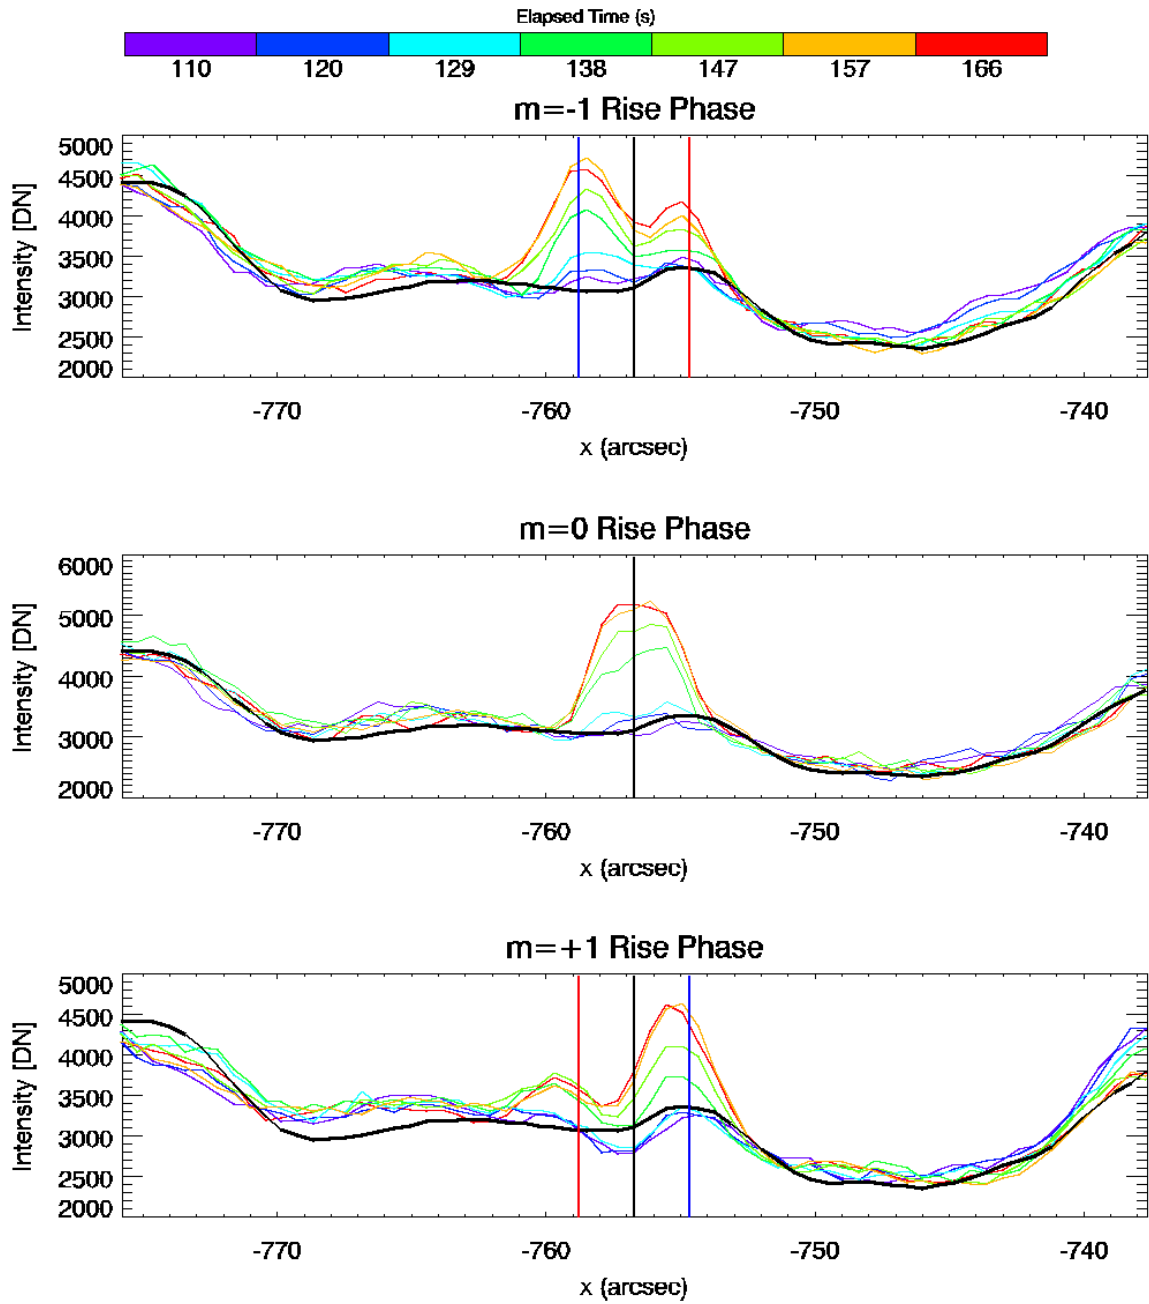 Elapsed Time (s)
110 120 129 138 147 157 166
m=-1 Rise Phase
5000
4500
4000
3500
3000
2500
2000
Intensity [DN]
-770 -760 -750 -740
x (arcsec)
m=0 Rise Phase
6000
5000
4000
3000
2000
Intensity [DN]
-770 -760 -750 -740
x (arcsec)
m=+1 Rise Phase
5000
4500
4000
3500
3000
2500
2000
Intensity [DN]
-770 -760 -750 -740
x (arcsec)